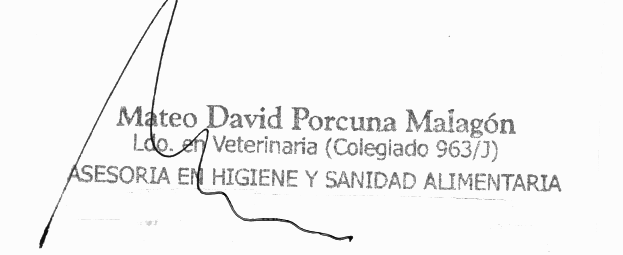 Mateo David Porcuna Malagón
Ldo. en Veterinaria (Colegiado 963/J)
ASESORIA EN HIGIENE Y SANIDAD ALIMENTARIA